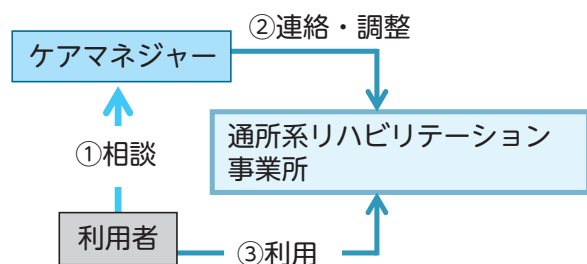 ②連絡・調整
ケアマネジャー
通所系リハビリテーション
事業所
①相談
利用者
③利用